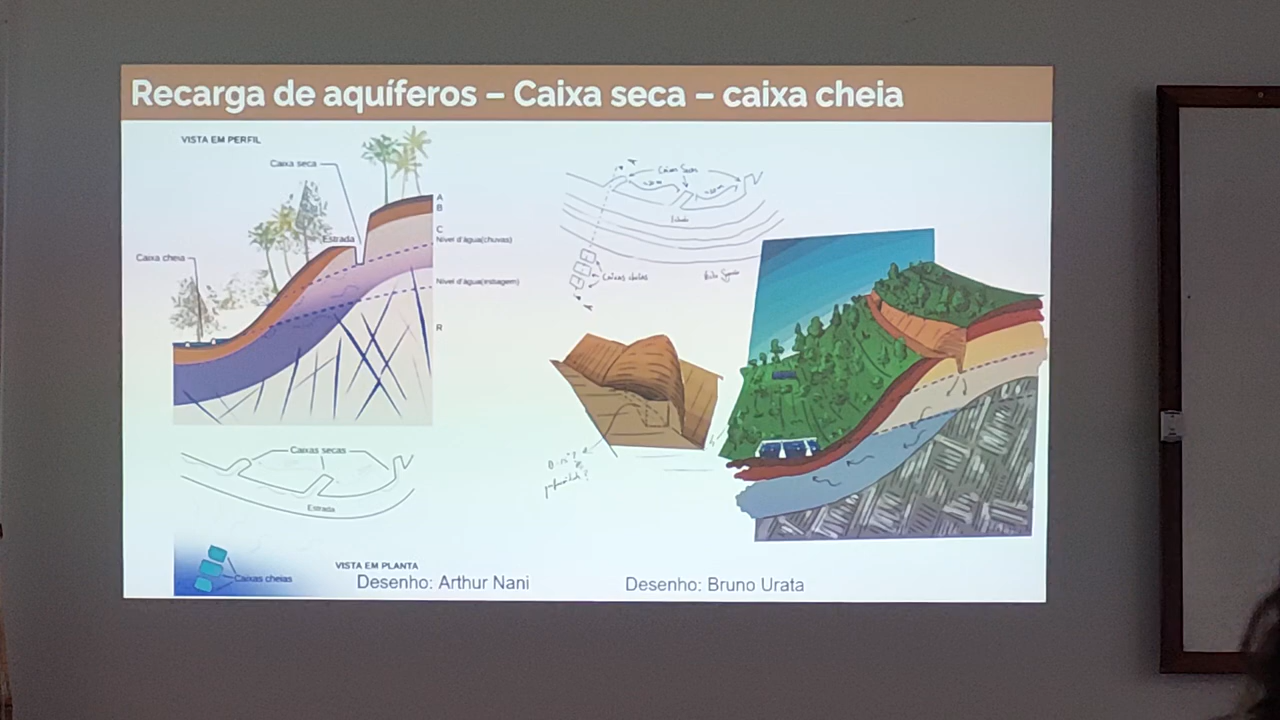 Recarga de aquíferos – Caixa seca – caixa cheia
VISTA EM PERFIL
Caixa seca
A
B
C
Estrada
Nível d'água(chuvas)
Caixa cheia
Nível d'água(estiagem)
R
Caixas Secas
Estrada
Caixas cheias
Caixas secas
Estrada
Caixas cheias
VISTA EM PLANTA
Desenho: Arthur Nani
Desenho: Bruno Urata